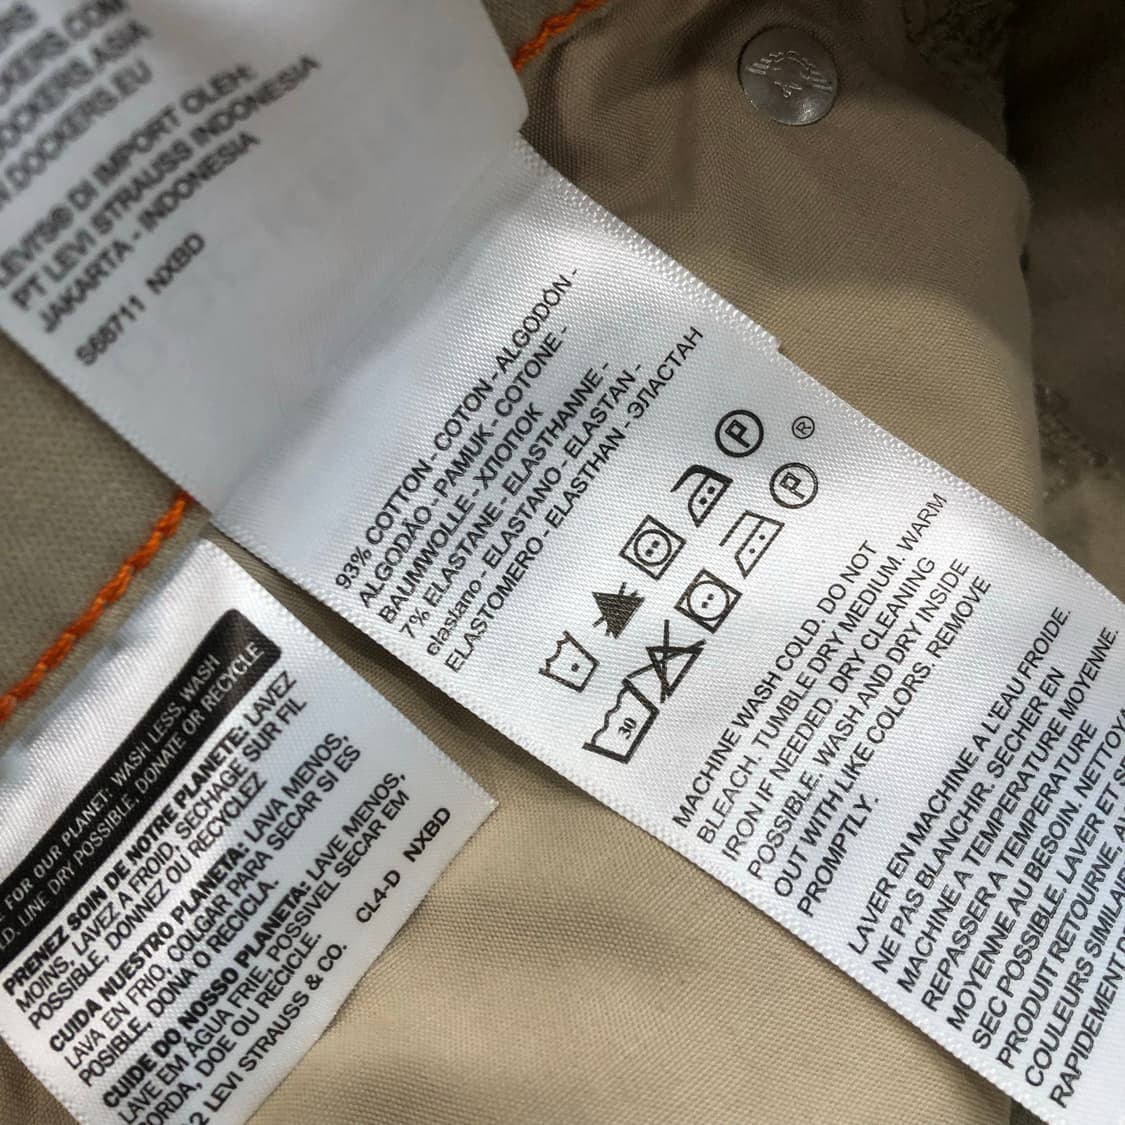 DOCKERS.COM
DOCKERS.ASIA
DOCKERS.EU
LEVI'S® DI IMPORT OLEH:
PT LEVI STRAUSS INDONESIA
JAKARTA - INDONESIA
S68711 NXBD
93% COTTON - COTON - ALGODÓN -
ALGODÃO - PAMUK - COTONE -
BAUMWOLLE - ХЛОПОК
7% ELASTANE - ELASTHANNE -
elastano - ELASTANO - ELASTAN -
ELASTOMERO - ELASTHAN - ЭЛАСТАН
P ®
30 P
MACHINE WASH COLD. DO NOT
BLEACH. TUMBLE DRY MEDIUM. WARM
IRON IF NEEDED. DRY CLEANING
POSSIBLE. WASH AND DRY INSIDE
OUT WITH LIKE COLORS. REMOVE
PROMPTLY.
LAVER EN MACHINE A L'EAU FROIDE.
NE PAS BLANCHIR. SECHER EN
MACHINE A TEMPERATURE MOYENNE.
REPASSER A TEMPERATURE
MOYENNE AU BESOIN. NETTOYA
SEC POSSIBLE. LAVER ET S
PRODUIT RETOURNE, AV
COULEURS SIMILAI
RAPIDEMENT
FOR OUR PLANET: WASH LESS, WASH
LINE DRY POSSIBLE, DONATE OR RECYCLE
PRENEZ SOIN DE NOTRE PLANETE: LAVEZ
MOINS, LAVEZ A FROID, SECHAGE SUR FIL
POSSIBLE, DONNEZ OU RECYCLEZ
CUIDA NUESTRO PLANETA: LAVA MENOS,
LAVA EN FRIO, COLGAR PARA SECAR SI ES
POSIBLE, DONA O RECICLA.
CUIDE DO NOSSO PLANETA: LAVE MENOS,
LAVE EM ÁGUA FRIE, POSSIVEL SECAR EM
CORDA, DOE OU RECICLE.
2 LEVI STRAUSS & CO. CL4-D NXBD